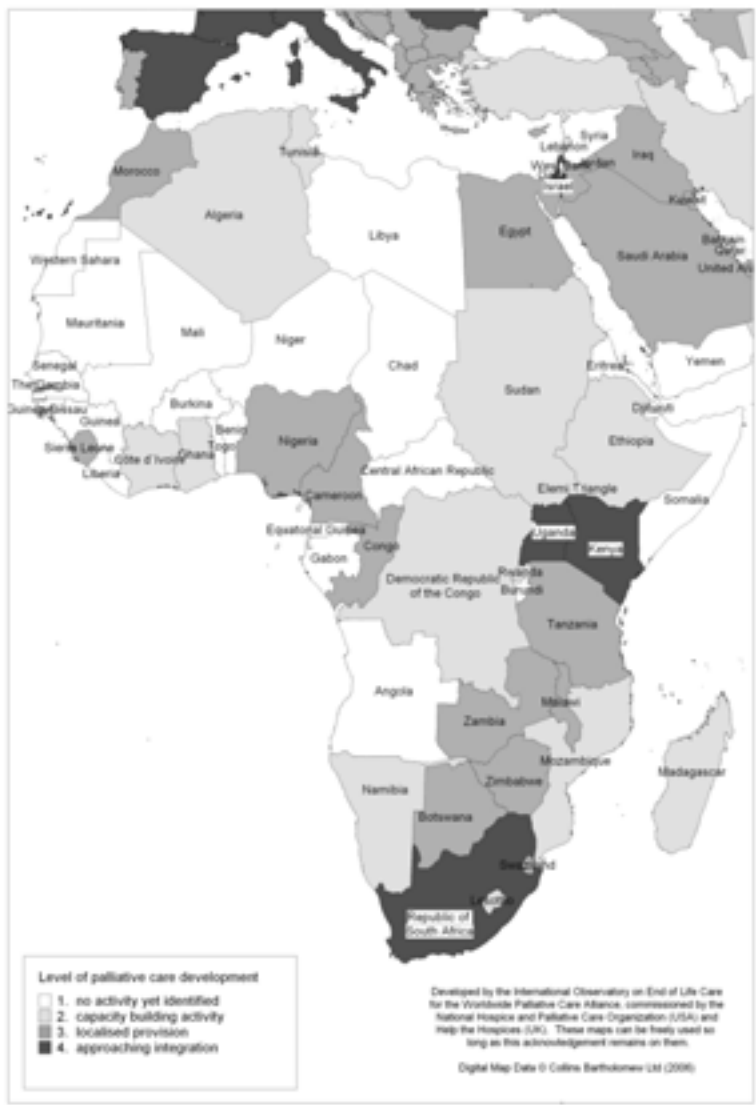 Syria
Lebanon
Iraq
Israel
Kuwait
Tunisia
Morocco
Algeria
Libya
Egypt
Saudi Arabia
Bahrain
Qatar
United Ara
Western Sahara
Mauritania
Mali
Niger
Chad
Sudan
Eritrea
Yemen
Senegal
The Gambia
Guinea-Bissau
Guinea
Sierra Leone
Liberia
Côte d'Ivoire
Burkina
Ghana
Togo
Benin
Nigeria
Cameroon
Central African Republic
Djibouti
Ethiopia
Somalia
Elemi Triangle
Equatorial Guinea
Gabon
Congo
Democratic Republic
of the Congo
Uganda
Kenya
Rwanda
Burundi
Tanzania
Angola
Zambia
Malawi
Mozambique
Zimbabwe
Madagascar
Namibia
Botswana
Swaziland
Lesotho
Republic of
South Africa
Level of palliative care development
1. no activity yet identified
2. capacity building activity
3. localised provision
4. approaching integration
Developed by the International Observatory on End of Life Care
for the Worldwide Palliative Care Alliance, commissioned by the
National Hospice and Palliative Care Organization (USA) and
Help the Hospices (UK). These maps can be freely used so
long as this acknowledgement remains on them.
Digital Map Data © Collins Bartholomew Ltd (2006)